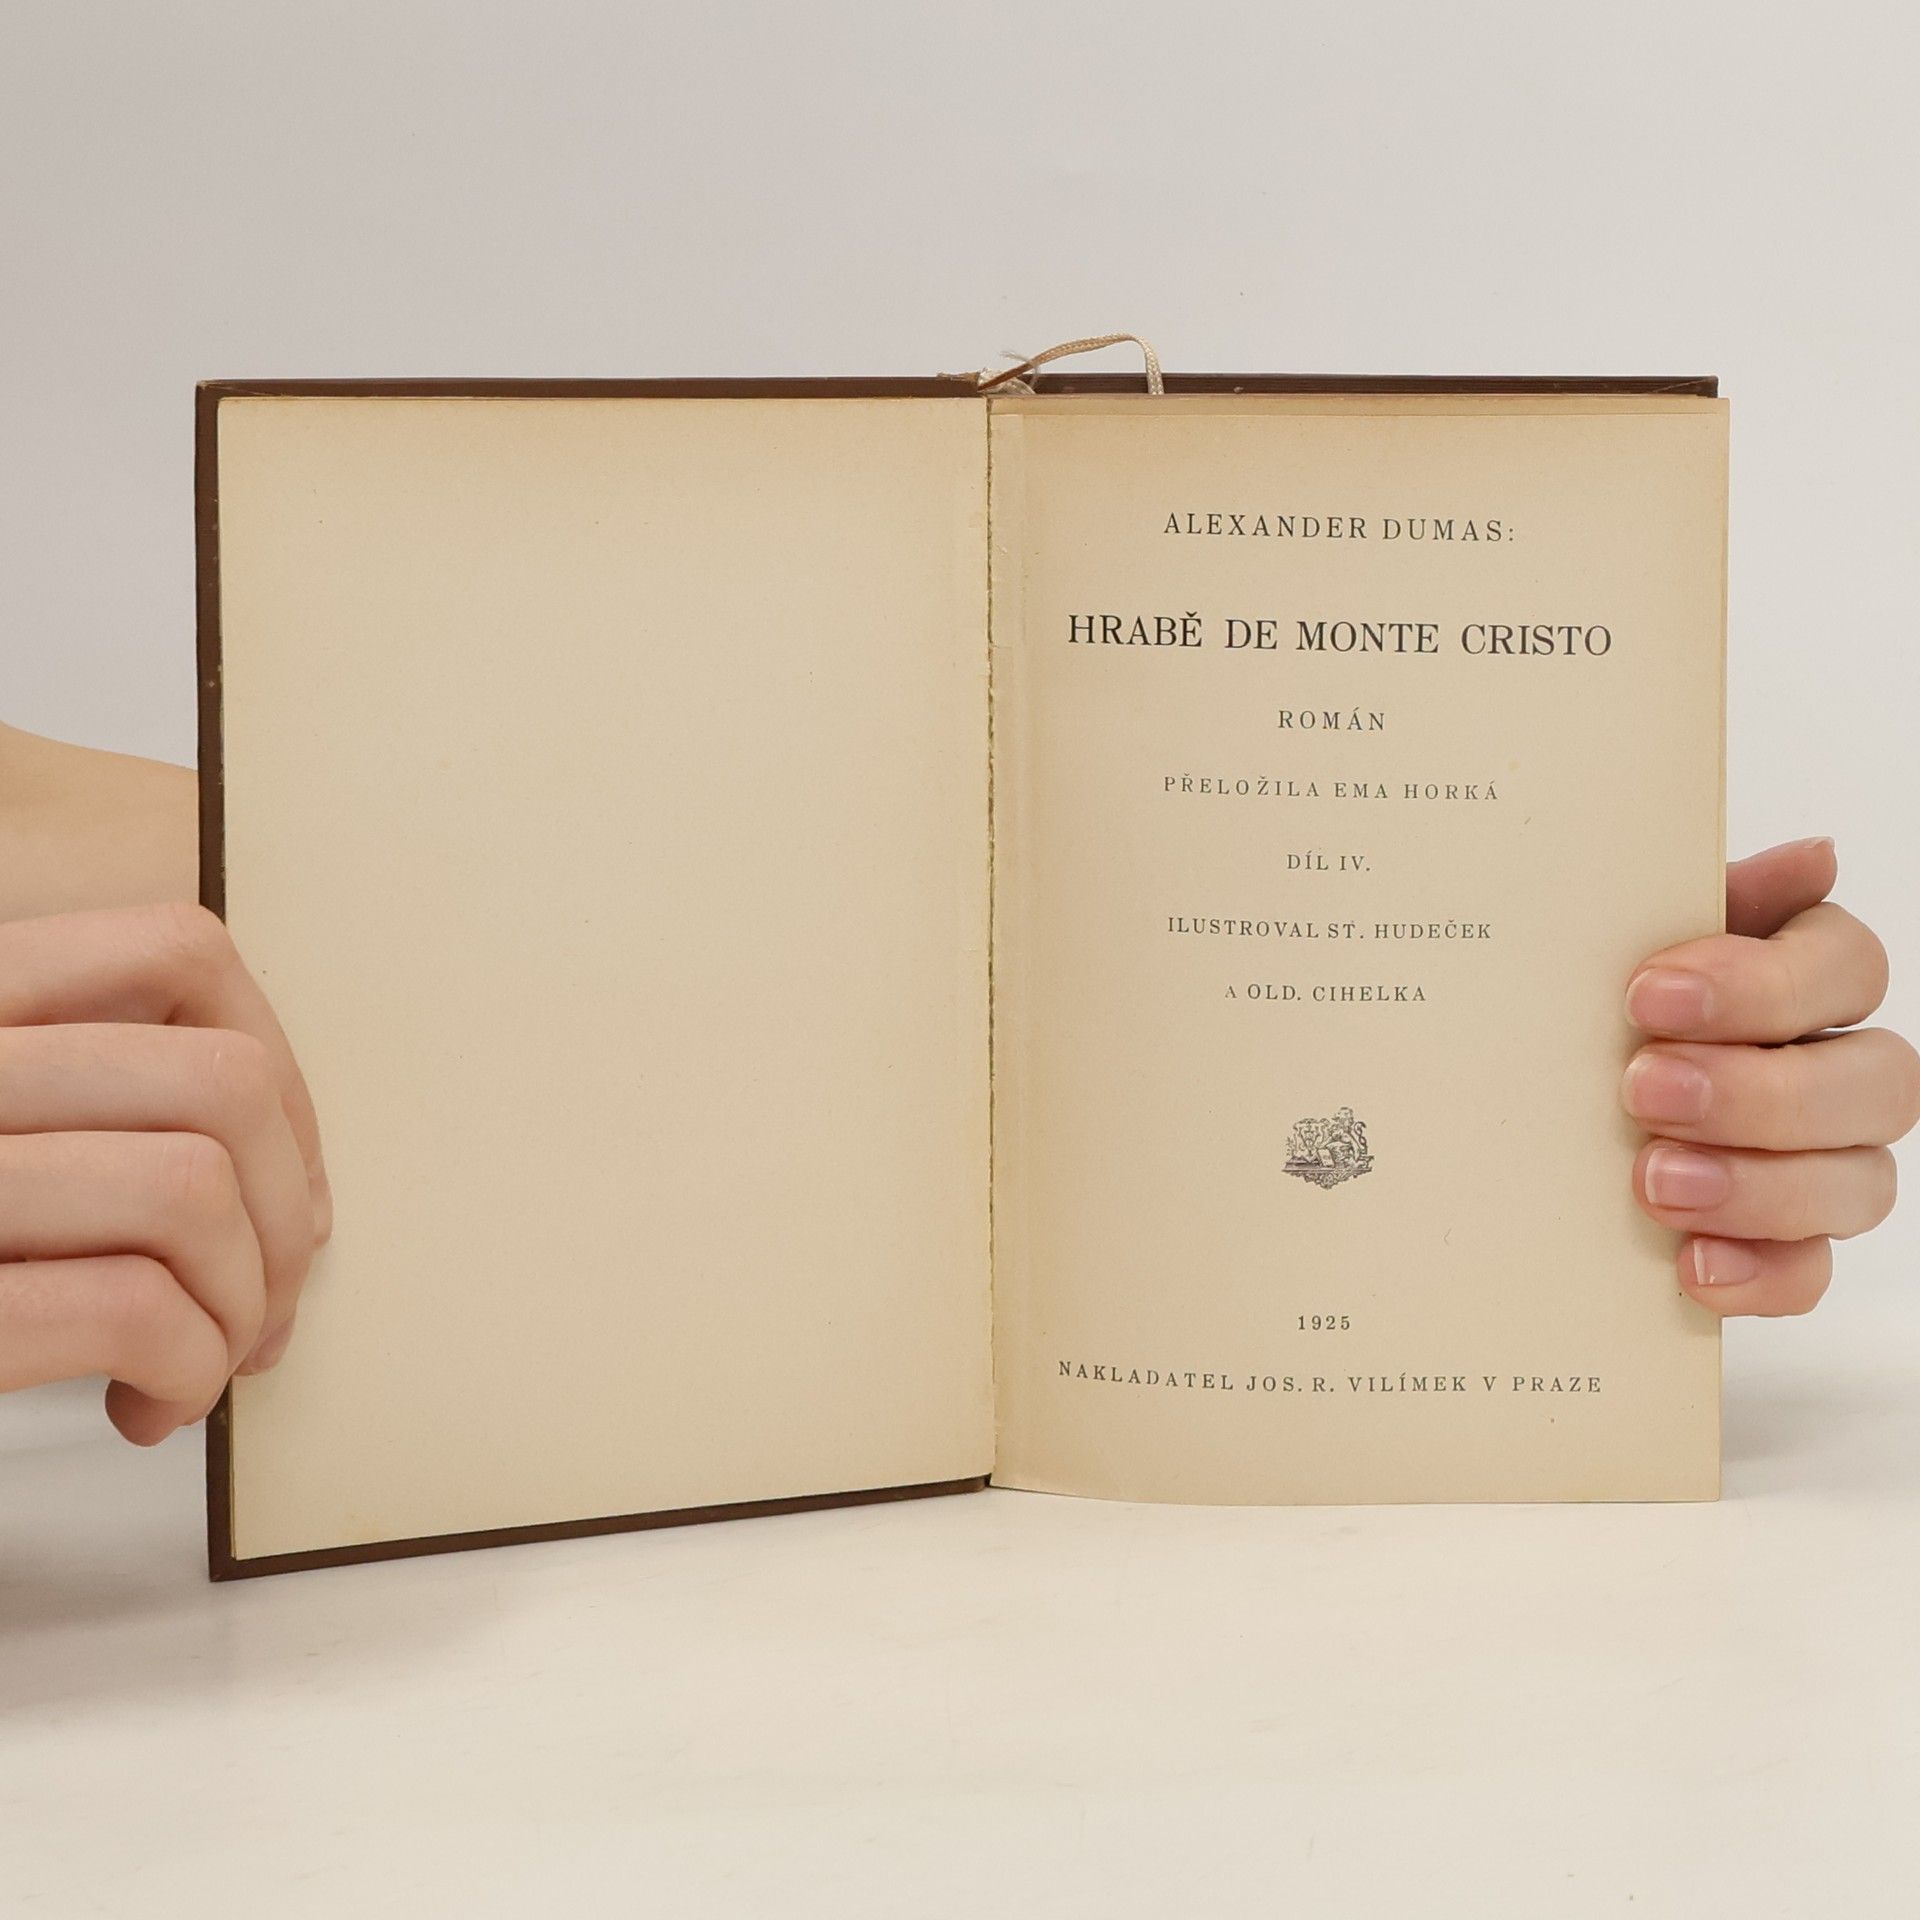 ALEXANDER DUMAS:
HRABĚ DE MONTE CRISTO
ROMÁN
PŘELOŽILA EMA HORKÁ
DÍL IV.
ILUSTROVAL ST. HUDEČEK
A OLD. CIHELKA
1925
NAKLADATEL JOS. R. VILÍMEK V PRAZE